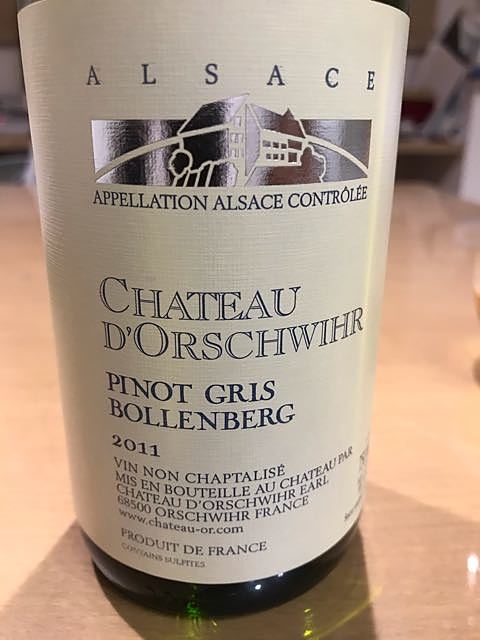 ALSACE
APPELLATION ALSACE CONTRÔLÉE
CHATEAU
D'ORSCHWIHR
PINOT GRIS
BOLLENBERG
2011
VIN NON CHAPTALISÉ
MIS EN BOUTEILLE AU CHATEAU PAR
CHATEAU D'ORSCHWIHR EARL
68500 ORSCHWIHR FRANCE
www.chateau-or.com
PRODUIT DE FRANCE
CONTAINS SULFITES